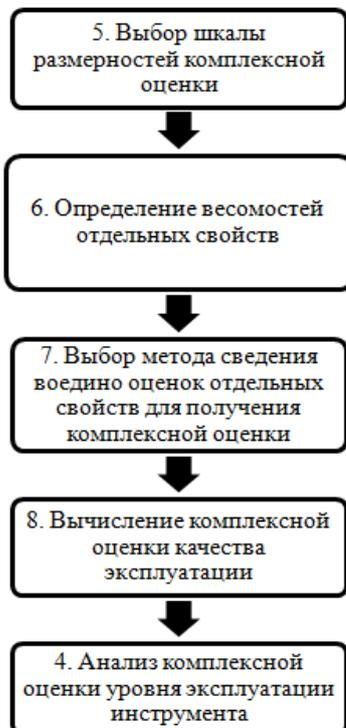 5. Выбор шкалы
размерностей комплексной
оценки
6. Определение весомостей
отдельных свойств
7. Выбор метода сведения
воедино оценок отдельных
свойств для получения
комплексной оценки
8. Вычисление комплексной
оценки качества
эксплуатации
4. Анализ комплексной
оценки уровня эксплуатации
инструмента